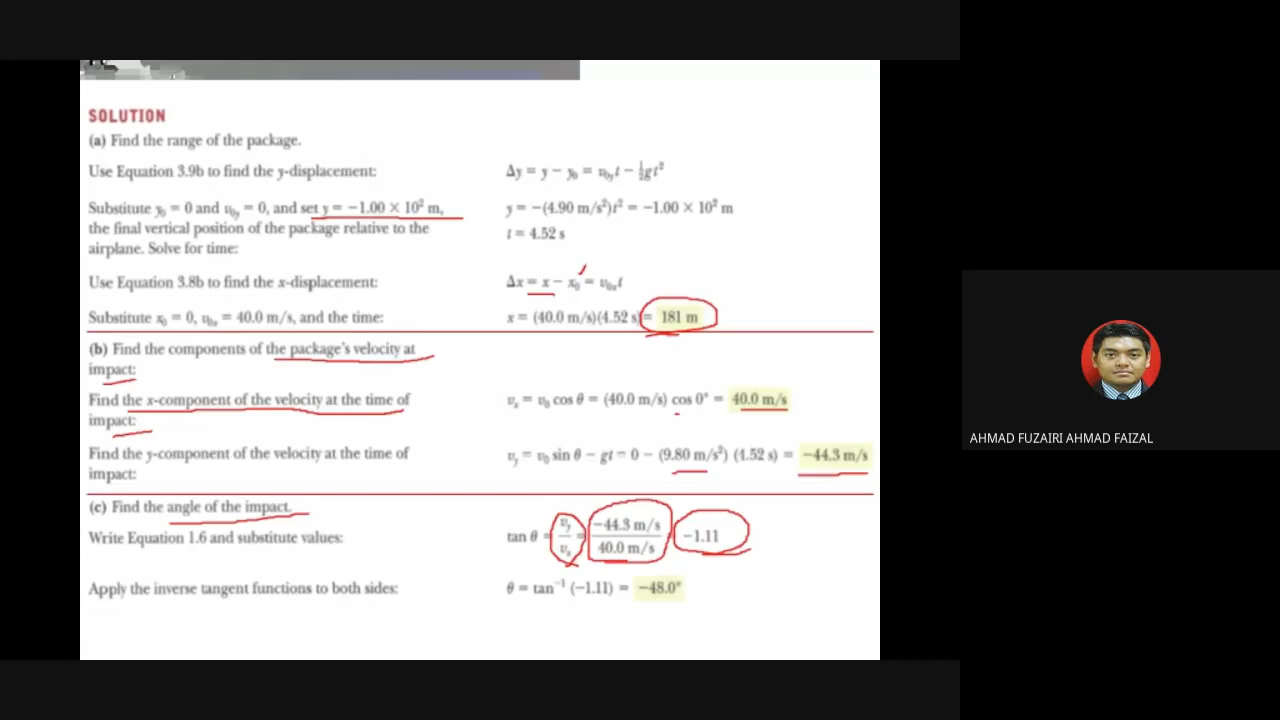 SOLUTION
(a) Find the range of the package.
Use Equation 3.9b to find the y-displacement:
Δy = y − y₀ = v₀yt − ½gt²
Substitute y₀ = 0 and v₀y = 0, and set y = −1.00 × 10² m,
the final vertical position of the package relative to the
airplane. Solve for time:
y = −(4.90 m/s²)t² = −1.00 × 10² m
t = 4.52 s
Use Equation 3.8b to find the x-displacement:
Δx = x − x₀ = v₀ₓt
Substitute x₀ = 0, v₀ₓ = 40.0 m/s, and the time:
x = (40.0 m/s)(4.52 s) = 181 m
(b) Find the components of the package's velocity at
impact:
Find the x-component of the velocity at the time of
impact:
vₓ = v₀ cos θ = (40.0 m/s) cos 0° = 40.0 m/s
Find the y-component of the velocity at the time of
impact:
vy = v₀ sin θ − gt = 0 − (9.80 m/s²) (4.52 s) = −44.3 m/s
(c) Find the angle of the impact.
Write Equation 1.6 and substitute values:
tan θ = vy/vₓ = −44.3 m/s / 40.0 m/s −1.11
Apply the inverse tangent functions to both sides:
θ = tan⁻¹ (−1.11) = −48.0°
AHMAD FUZAIRI AHMAD FAIZAL